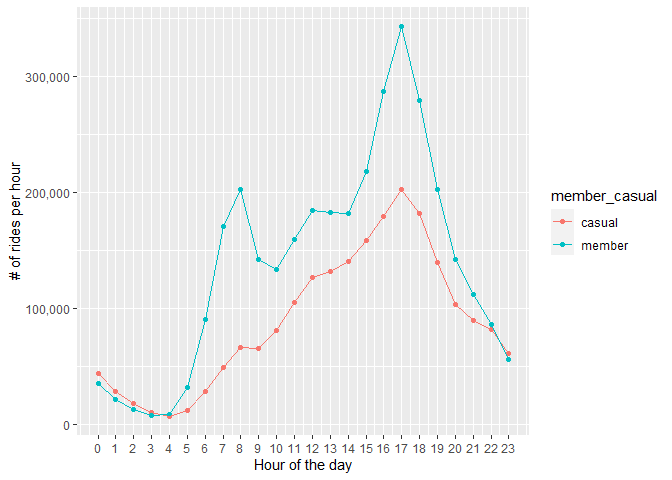 300,000
200,000
100,000
0
# of rides per hour
0 1 2 3 4 5 6 7 8 9 10 11 12 13 14 15 16 17 18 19 20 21 22 23
Hour of the day
member_casual
casual
member